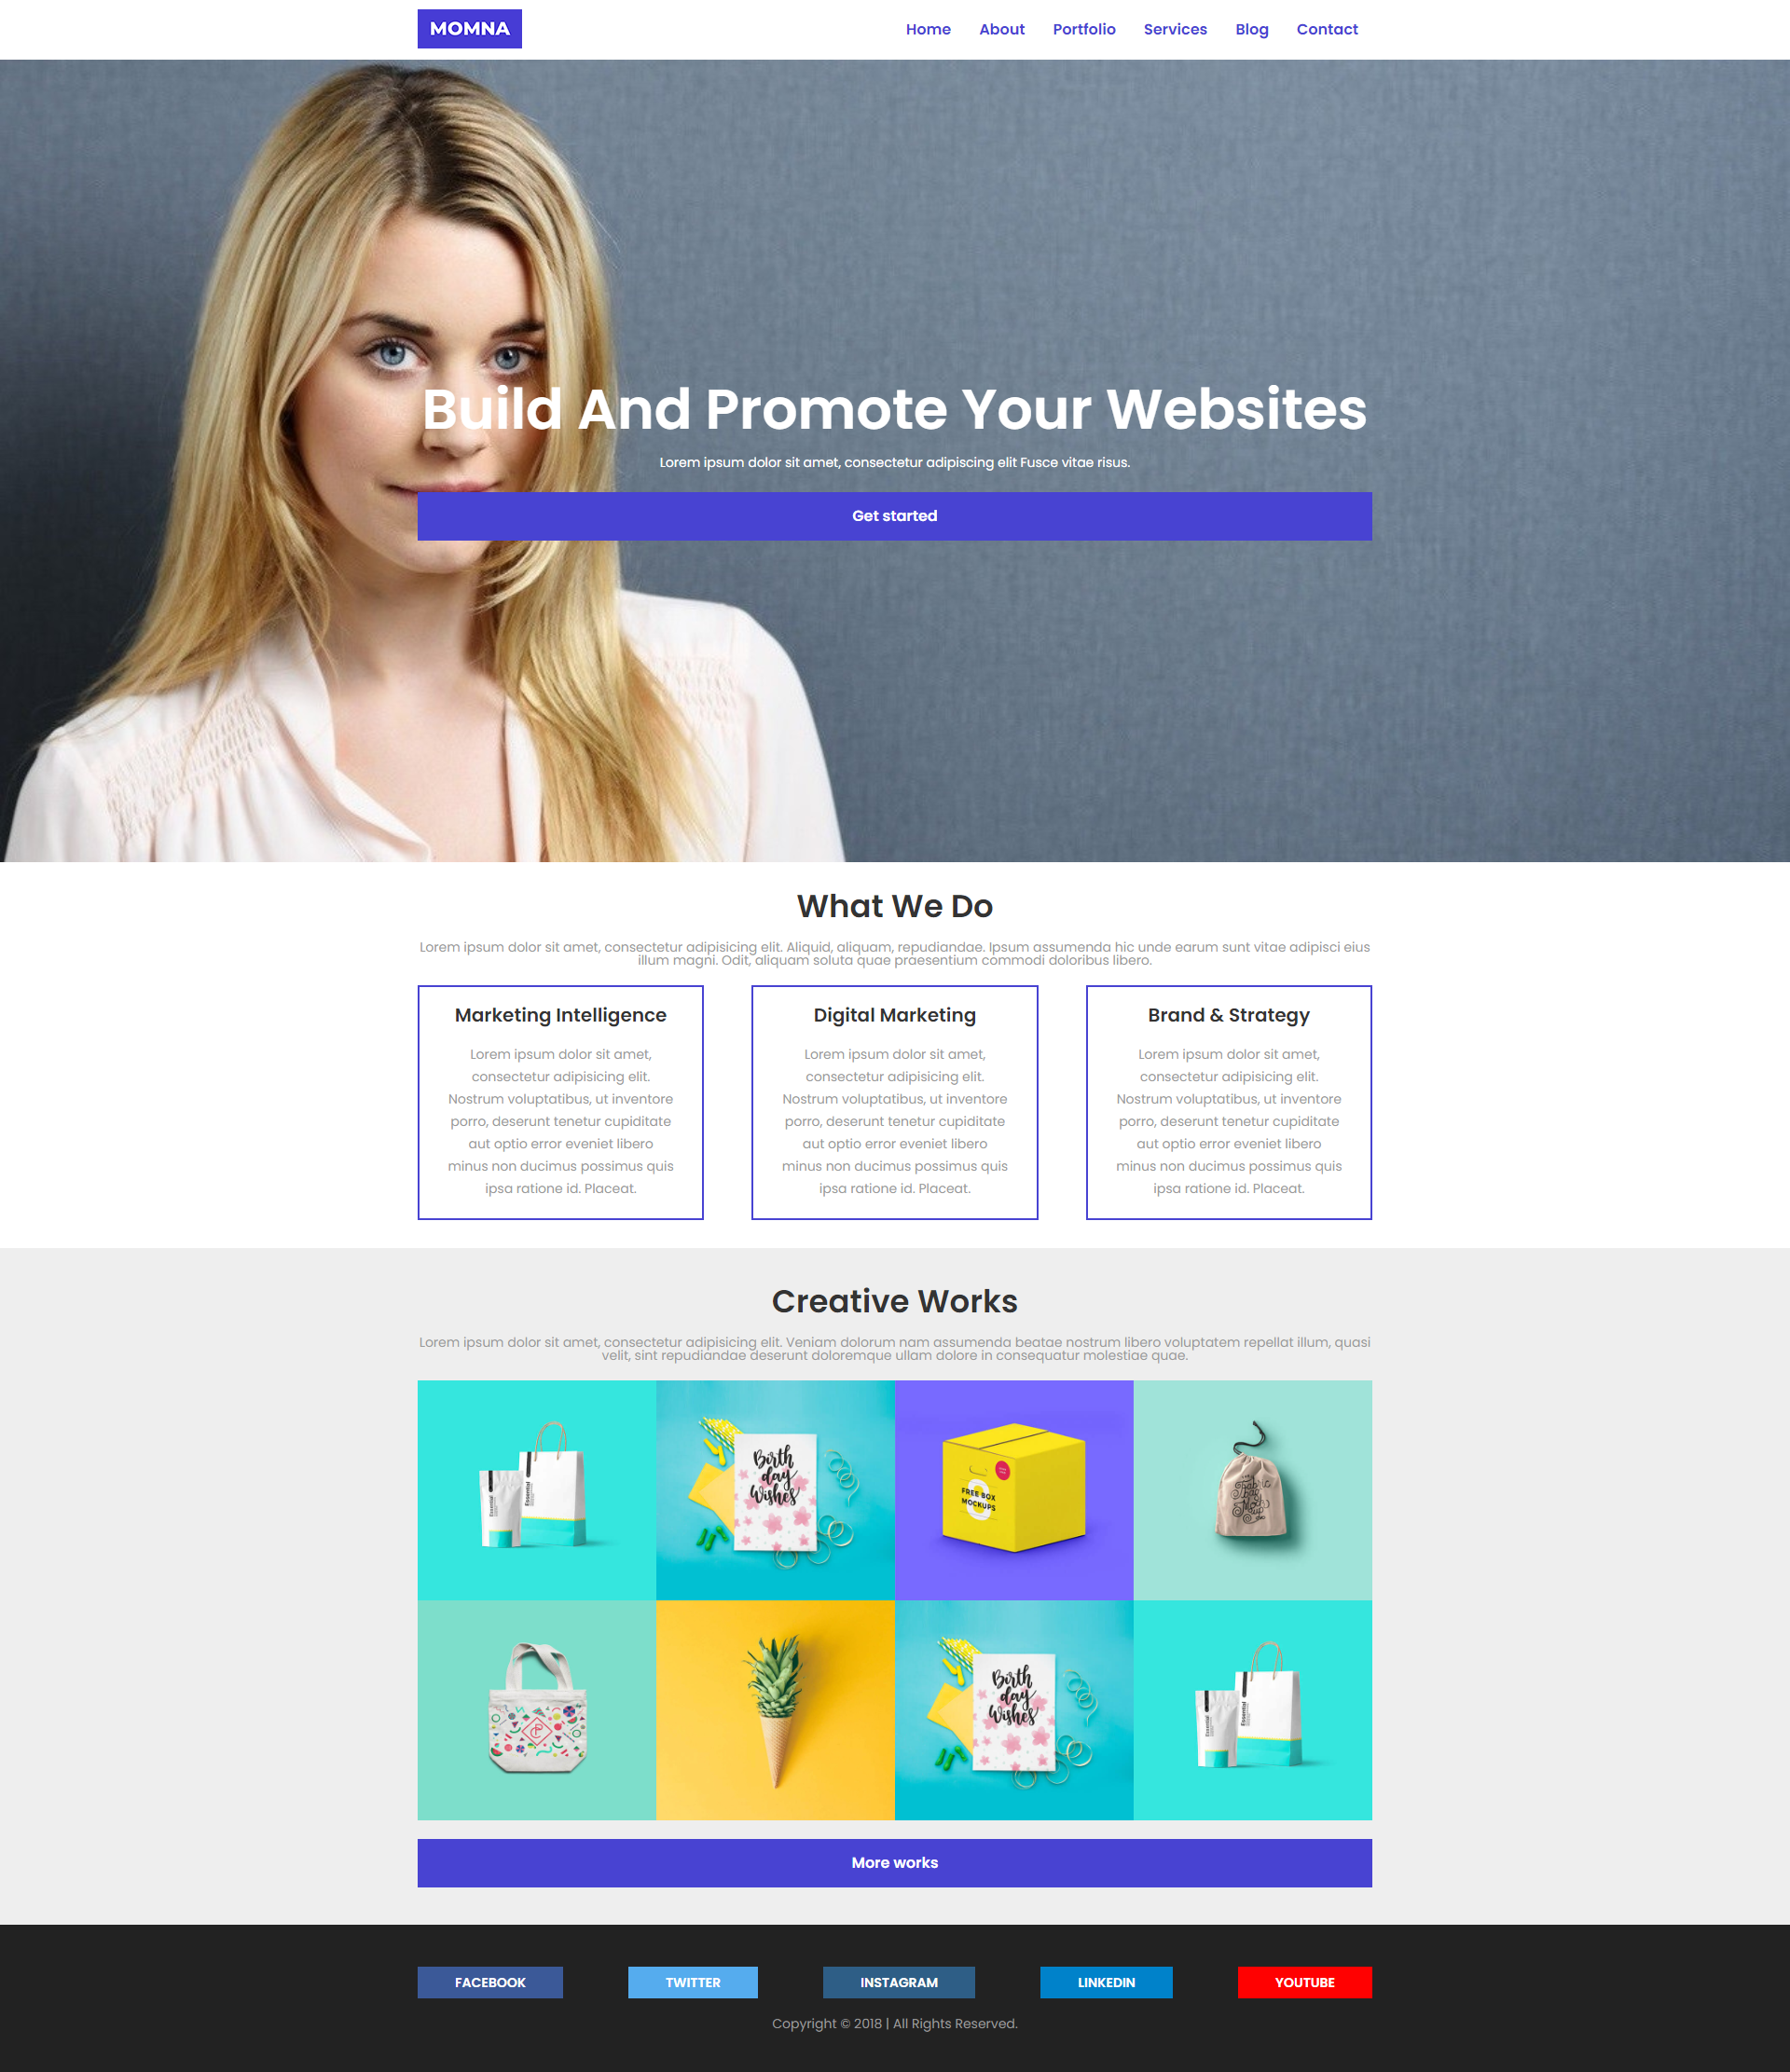 MOMNA
Home About Portfolio Services Blog Contact
Build And Promote Your Websites
Lorem ipsum dolor sit amet, consectetur adipiscing elit Fusce vitae risus.
Get started
What We Do
Lorem ipsum dolor sit amet, consectetur adipisicing elit. Aliquid, aliquam, repudiandae. Ipsum assumenda hic unde earum sunt vitae adipisci eius
illum magni. Odit, aliquam soluta quae praesentium commodi doloribus libero.
Marketing Intelligence
Lorem ipsum dolor sit amet,
consectetur adipisicing elit.
Nostrum voluptatibus, ut inventore
porro, deserunt tenetur cupiditate
aut optio error eveniet libero
minus non ducimus possimus quis
ipsa ratione id. Placeat.
Digital Marketing
Lorem ipsum dolor sit amet,
consectetur adipisicing elit.
Nostrum voluptatibus, ut inventore
porro, deserunt tenetur cupiditate
aut optio error eveniet libero
minus non ducimus possimus quis
ipsa ratione id. Placeat.
Brand & Strategy
Lorem ipsum dolor sit amet,
consectetur adipisicing elit.
Nostrum voluptatibus, ut inventore
porro, deserunt tenetur cupiditate
aut optio error eveniet libero
minus non ducimus possimus quis
ipsa ratione id. Placeat.
Creative Works
Lorem ipsum dolor sit amet, consectetur adipisicing elit. Veniam dolorum nam assumenda beatae nostrum libero voluptatem repellat illum, quasi
velit, sint repudiandae deserunt doloremque ullam dolore in consequatur molestiae quae.
Essential
Essential
Birth
day
Wishes
8
FREE BOX
MOCKUPS
Birth
day
Wishes
Essential
Essential
More works
FACEBOOK TWITTER INSTAGRAM LINKEDIN YOUTUBE
Copyright © 2018 | All Rights Reserved.